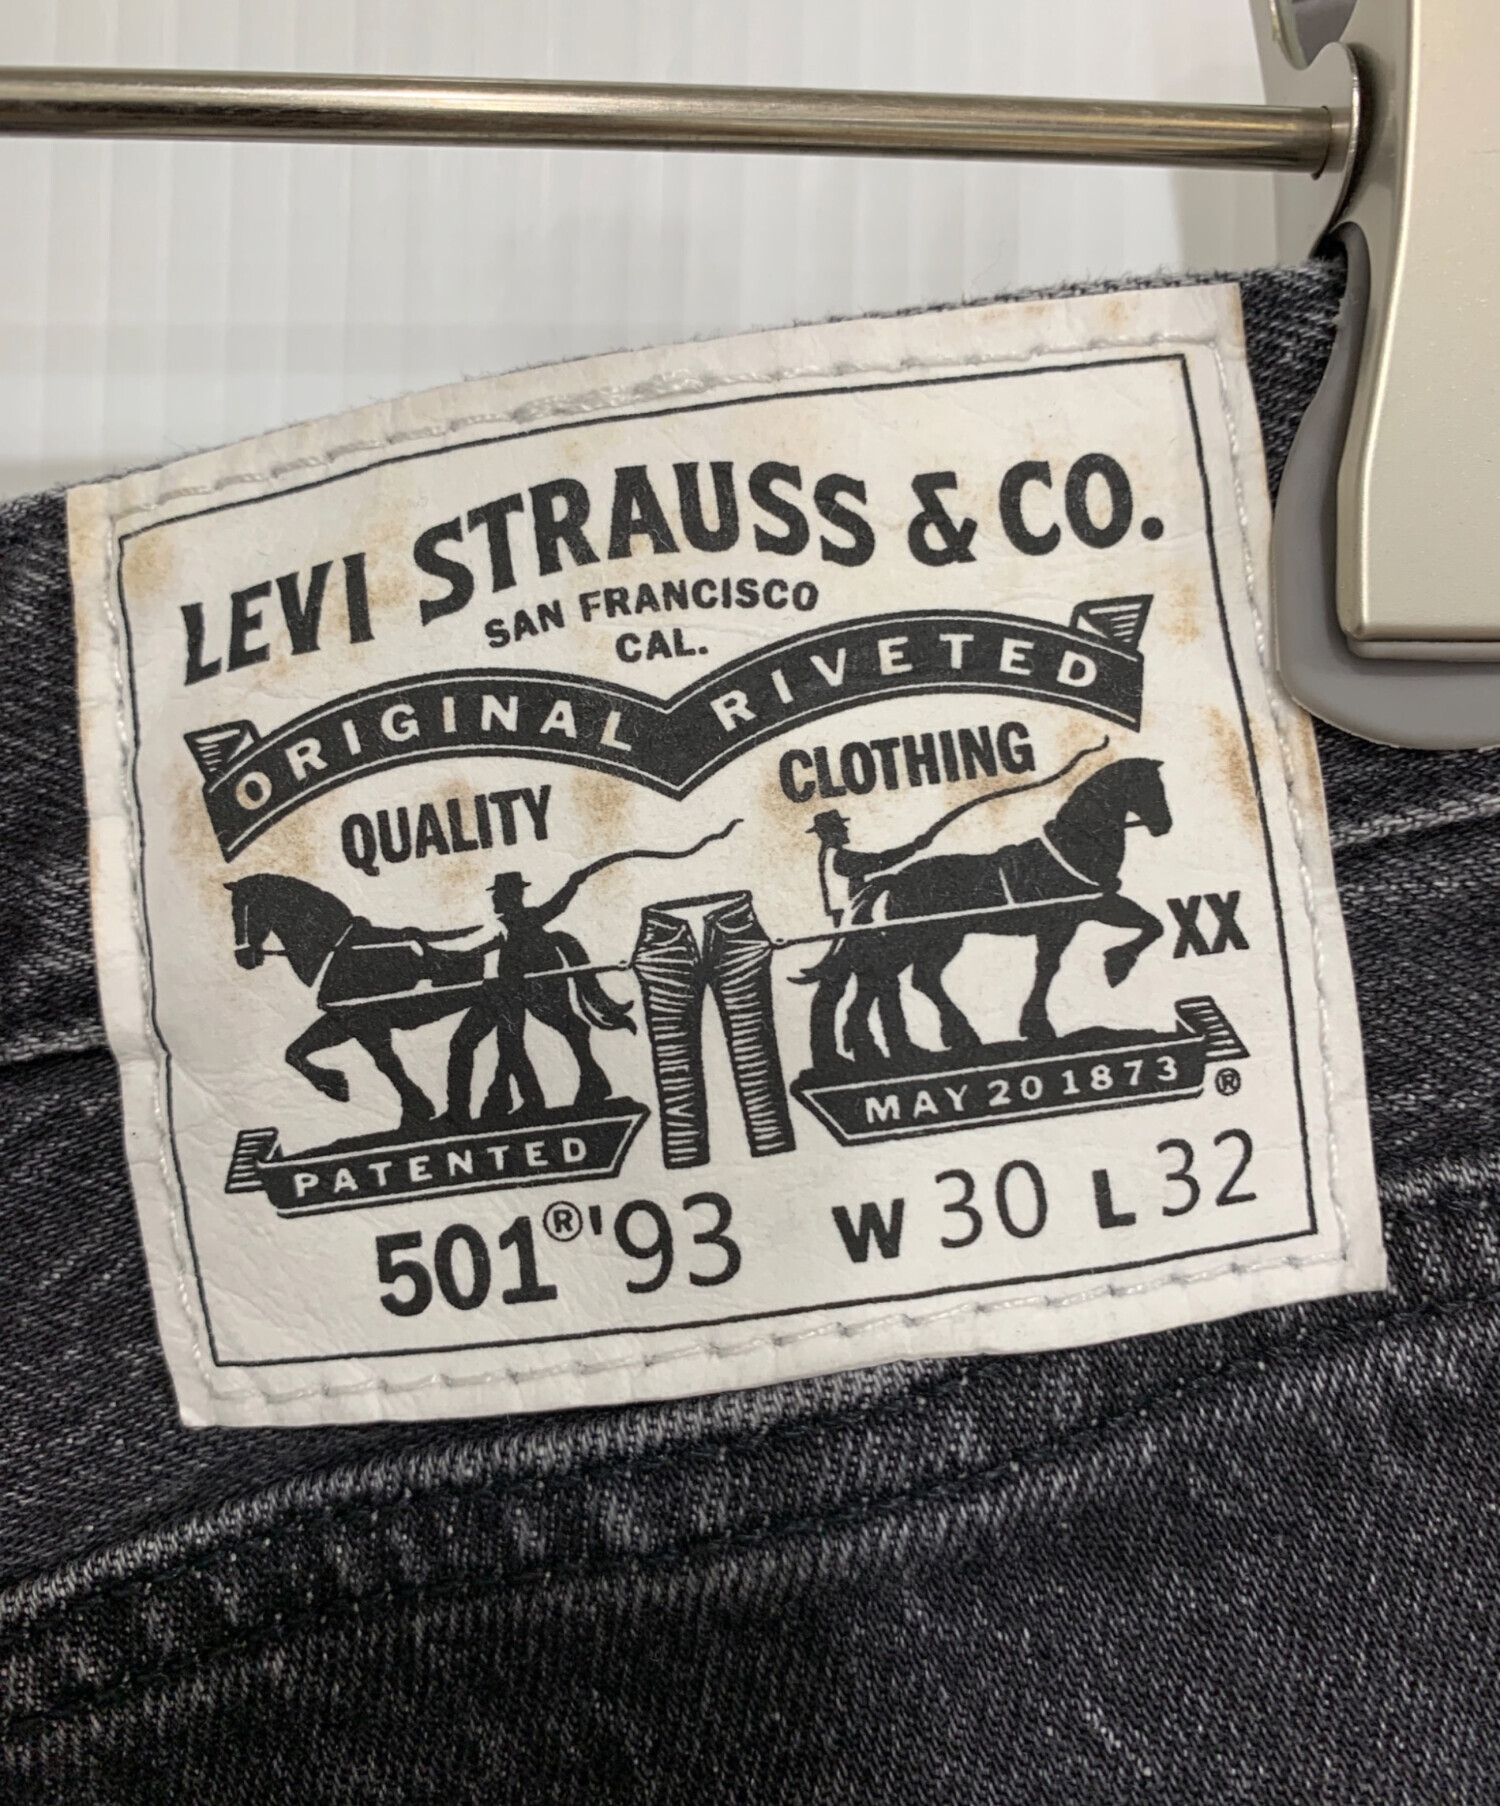 LEVI STRAUSS & CO.
SAN FRANCISCO
CAL.
ORIGINAL RIVETED
QUALITY CLOTHING
XX
PATENTED MAY 20 1873 ®
501®'93 W 30 L 32